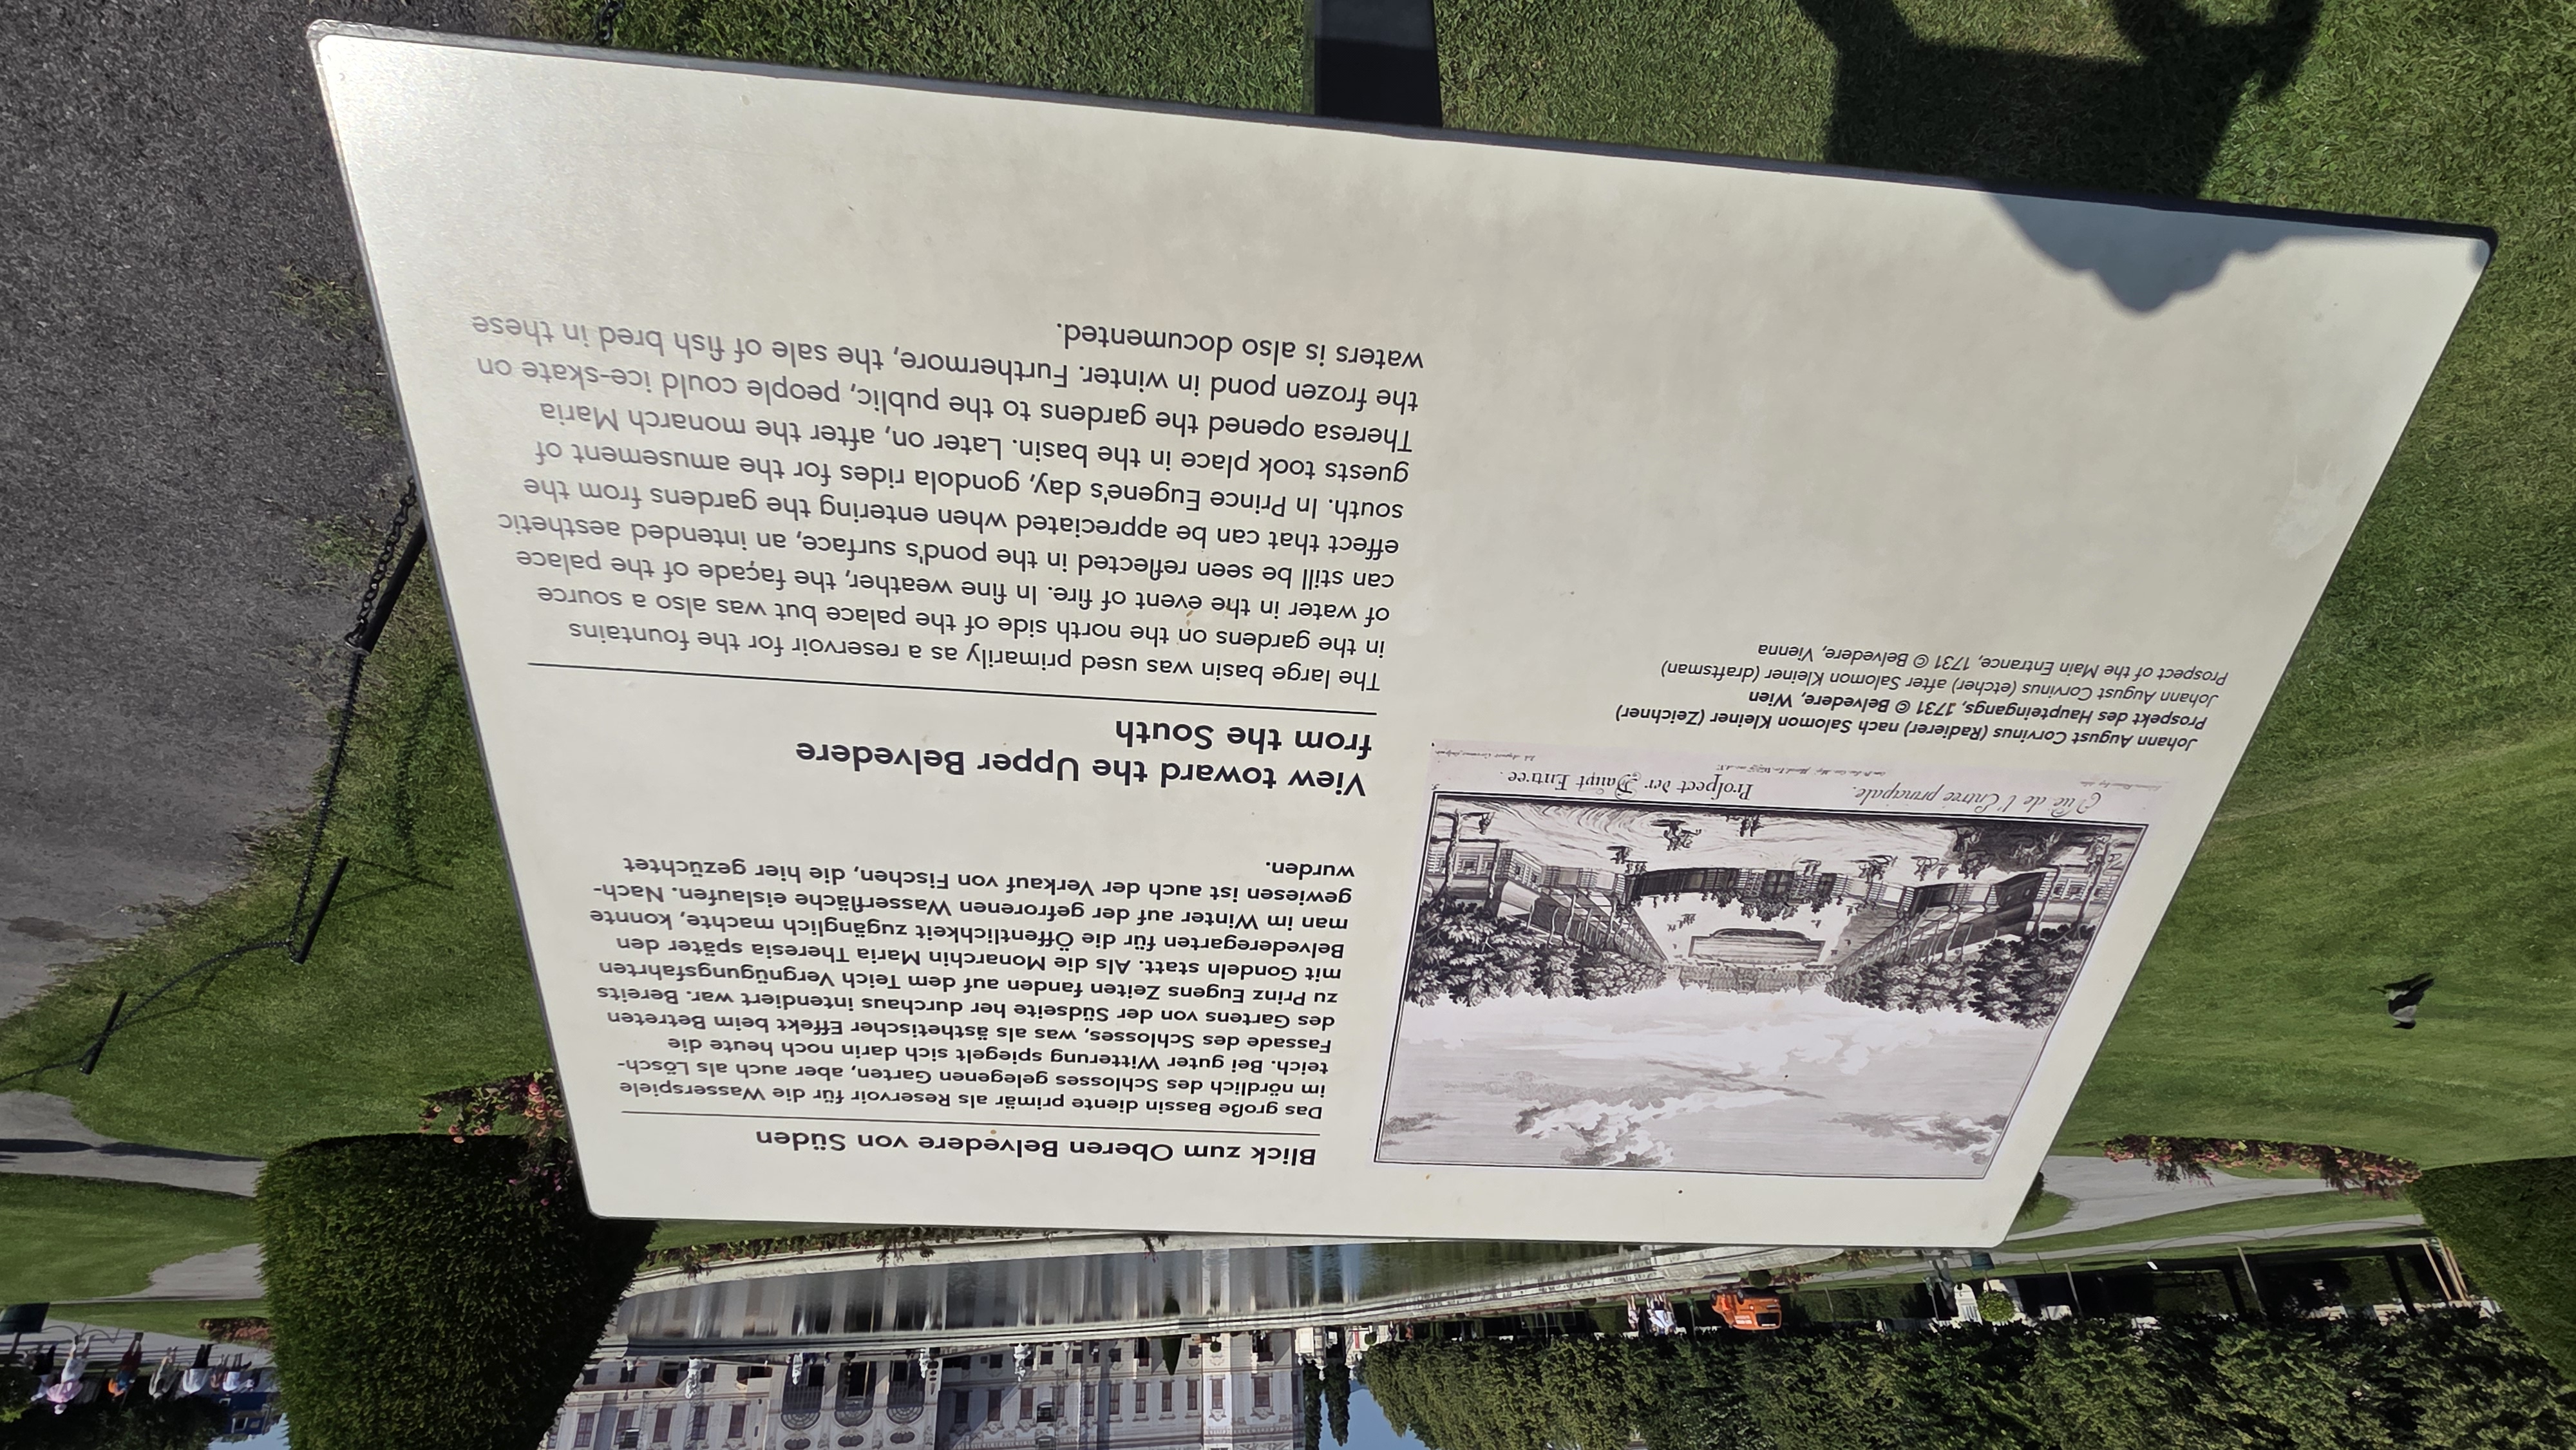 Blick zum Oberen Belvedere von Süden
Das große Bassin diente primär als Reservoir für die Wasserspiele
im nördlich des Schlosses gelegenen Garten, aber auch als Lösch-
teich. Bei guter Witterung spiegelt sich darin noch heute die
Fassade des Schlosses, was als ästhetischer Effekt beim Betreten
des Gartens von der Südseite her durchaus intendiert war. Bereits
zu Prinz Eugens Zeiten fanden auf dem Teich Vergnügungsfahrten
mit Gondeln statt. Als die Monarchin Maria Theresia später den
Belvederegarten für die Öffentlichkeit zugänglich machte, konnte
man im Winter auf der gefrorenen Wasserfläche eislaufen. Nach-
gewiesen ist auch der Verkauf von Fischen, die hier gezüchtet
wurden.
View toward the Upper Belvedere
from the South
The large basin was used primarily as a reservoir for the fountains
in the gardens on the north side of the palace but was also a source
of water in the event of fire. In fine weather, the façade of the palace
can still be seen reflected in the pond's surface, an intended aesthetic
effect that can be appreciated when entering the gardens from the
south. In Prince Eugene's day, gondola rides for the amusement of
guests took place in the basin. Later on, after the monarch Maria
Theresa opened the gardens to the public, people could ice-skate on
the frozen pond in winter. Furthermore, the sale of fish bred in these
waters is also documented.
Vüe de l'Entrée principale.
Prospect der Haupt Entrée.
Johann August Corvinus (Radierer) nach Salomon Kleiner (Zeichner)
Prospekt des Haupteingangs, 1731 © Belvedere, Wien
Johann August Corvinus (etcher) after Salomon Kleiner (draftsman)
Prospect of the Main Entrance, 1731 © Belvedere, Vienna